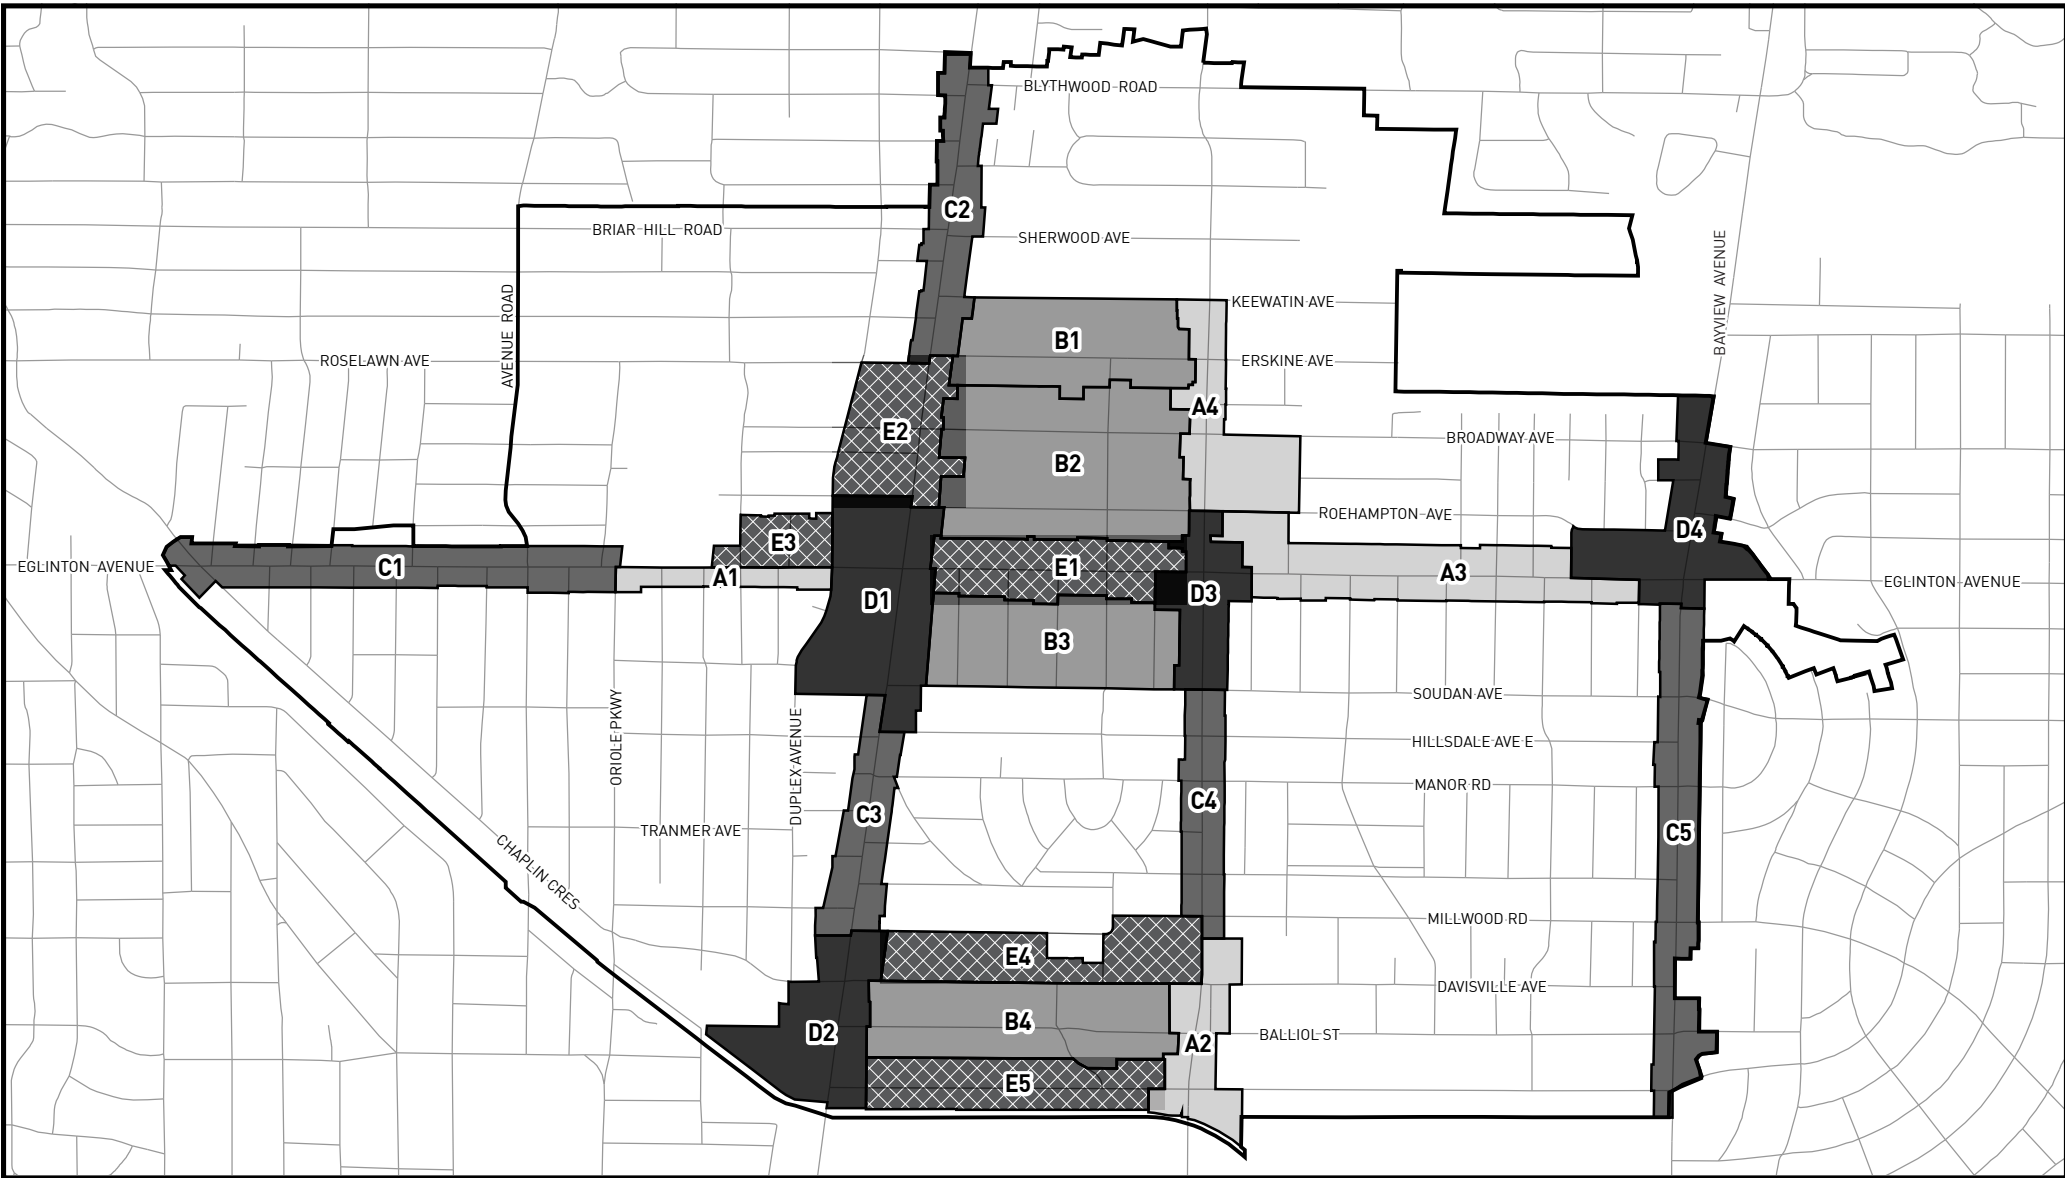 BLYTHWOOD ROAD
C2
BRIAR HILL ROAD
SHERWOOD AVE
BAYVIEW AVENUE
AVENUE ROAD
KEEWATIN AVE
B1
ROSELAWN AVE
ERSKINE AVE
A4
E2
BROADWAY AVE
B2
ROEHAMPTON AVE
D4
E3
EGLINTON AVENUE
C1
A1
E1
A3
EGLINTON AVENUE
D1
D3
B3
SOUDAN AVE
ORIOLE PKWY
DUPLEX AVENUE
HILLSDALE AVE E
MANOR RD
C4
C3
TRANMER AVE
C5
CHAPLIN CRES
MILLWOOD RD
E4
DAVISVILLE AVE
B4
D2
A2
BALLIOL ST
E5